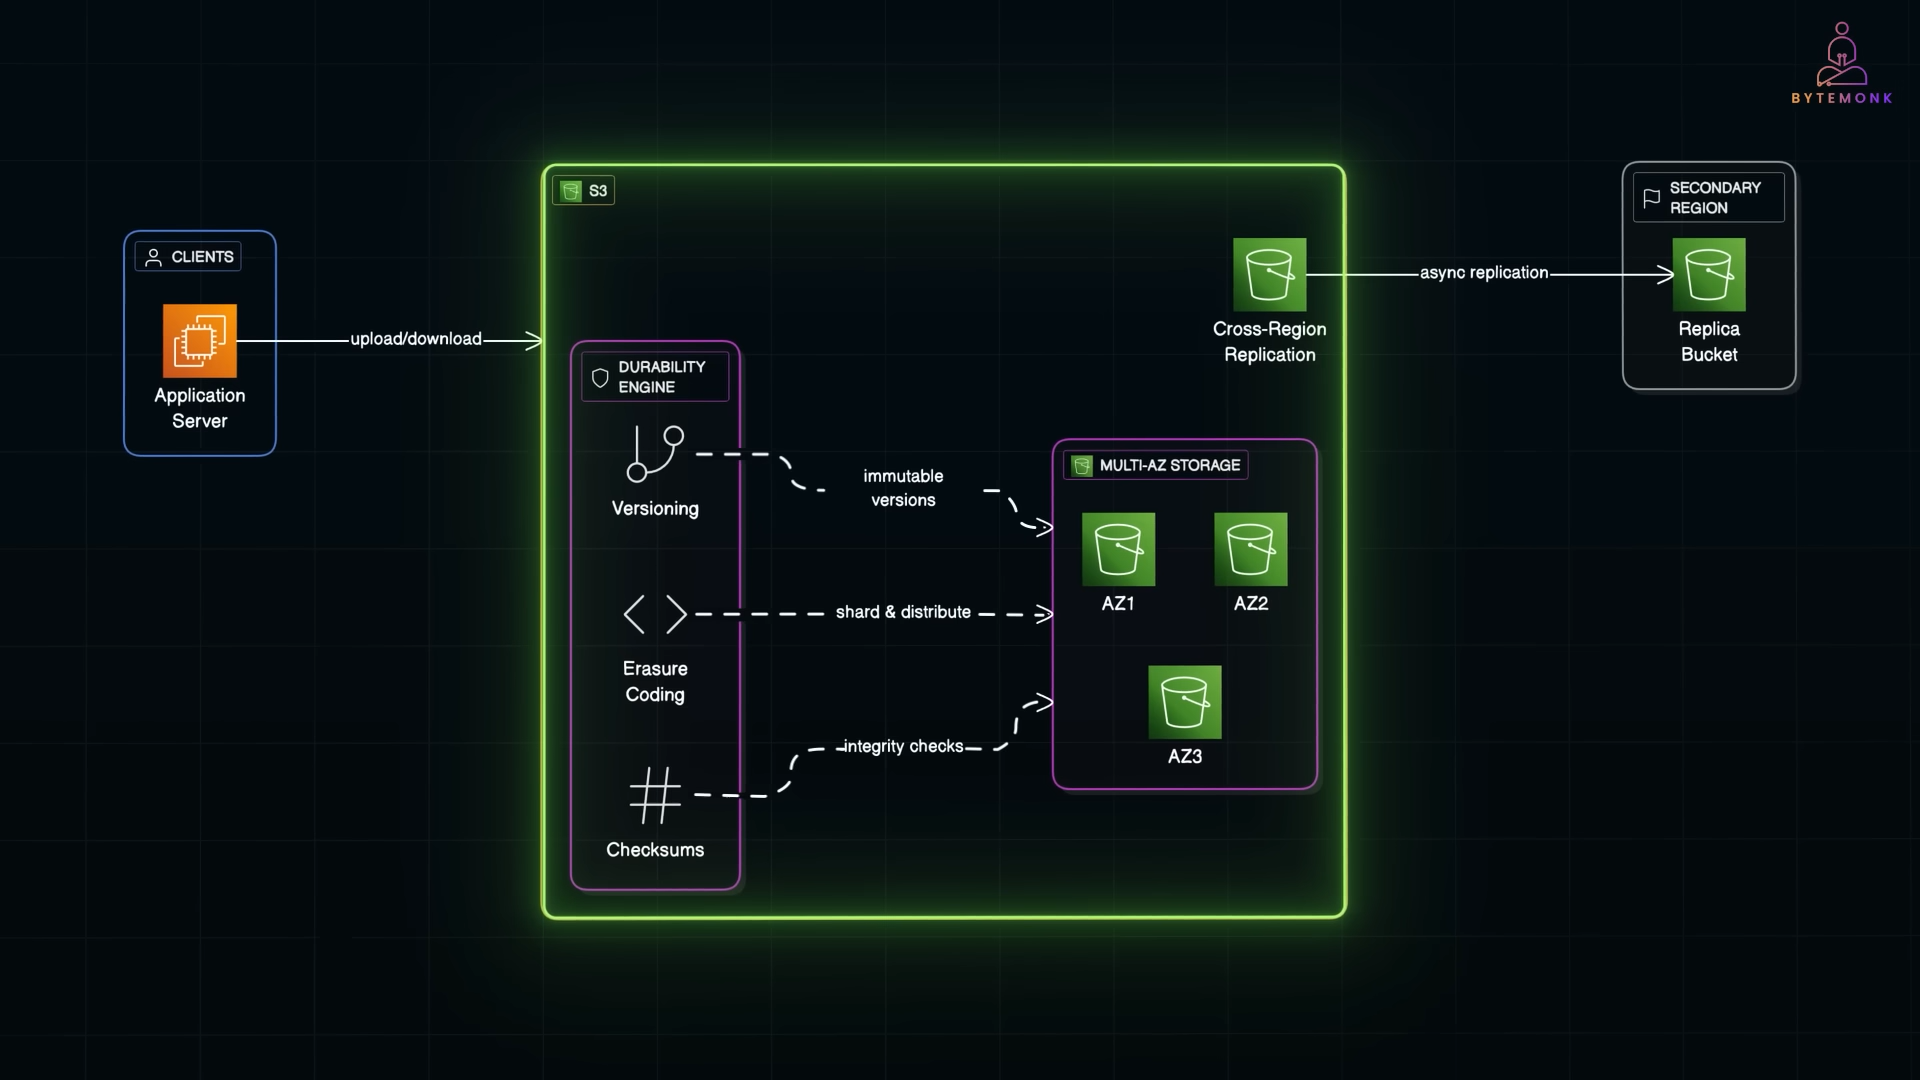 BYTEMONK
S3
SECONDARY
REGION
CLIENTS
async replication
Cross-Region
Replication
Replica
Bucket
upload/download
Application
Server
DURABILITY
ENGINE
Versioning
immutable
versions
MULTI-AZ STORAGE
AZ1
AZ2
shard & distribute
Erasure
Coding
integrity checks
AZ3
Checksums